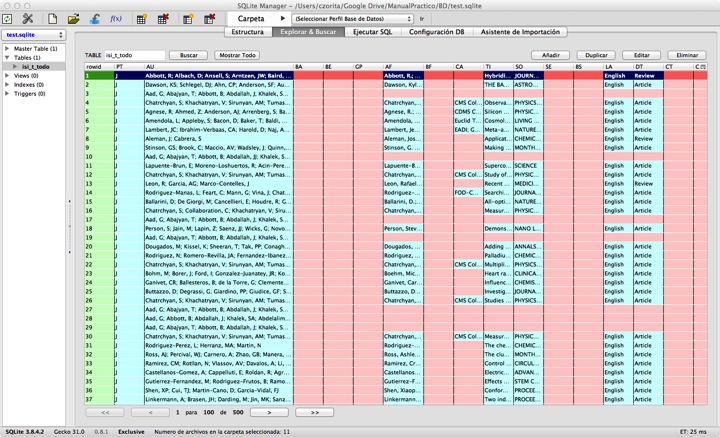 SQLite Manager - /Users/czorita/Google Drive/ManualPractico/BD/test.sqlite
f(x) Carpeta (Seleccionar Perfil Base de Datos) Ir
test.sqlite
Estructura Explorar & Buscar Ejecutar SQL Configuración DB Asistente de Importación
Master Table (1)
Tables (1)
isi_t_todo
Views (0)
Indexes (0)
Triggers (0)
TABLE isi_t_todo Buscar Mostrar Todo Añadir Duplicar Editar Eliminar
rowid PT AU BA BE GP AF BF CA TI SO SE BS LA DT CT C
1 J Abbott, R; Albach, D; Ansell, S; Arntzen, JW; Baird, ... Abbott, R; ... Hybridi... JOURN... English Review
2 J Dawson, KS; Schlegel, DJ; Ahn, CP; Anderson, SF; Au... Dawson, Kyl... THE BA... ASTRO... English Article
3 J Aad, G; Abajyan, T; Abbott, B; Abdallah, J; Khalek, S...
4 J Chatrchyan, S; Khachatryan, V; Sirunyan, AM; Tumas... Chatrchyan,... CMS Col... Observa... PHYSIC... English Article
5 J Agnese, R; Ahmed, Z; Anderson, AJ; Arrenberg, S; Ba... Agnese, R.;... CDMS C... Silicon ... PHYSIC... English Article
6 J Amendola, L; Appleby, S; Bacon, D; Baker, T; Baldi, ... Amendola, L... Euclid T... Cosmol... LIVING ... English Article
7 J Lambert, JC; Ibrahim-Verbaas, CA; Harold, D; Naj, A... Lambert, Je... EADI; G... Meta-a... NATURE... English Article
8 J Aleman, J; Cabrera, S Aleman, Jos... Applicat... CHEMIC... English Review
9 J Stinson, GS; Brook, C; Maccio, AV; Wadsley, J; Quinn,... Stinson, G. ... Making ... MONTH... English Article
10 J Aad, G; Abajyan, T; Abbott, B; Abdallah, J; Khalek, S...
11 J Lapuente-Brun, E; Moreno-Loshuertos, R; Acin-Pere... Lapuente-B... Superco... SCIENCE English Article
12 J Chatrchyan, S; Khachatryan, V; Sirunyan, AM; Tumas... Chatrchyan,... CMS Col... Study of... PHYSIC... English Article
13 J Leon, R; Garcia, AG; Marco-Contelles, J Leon, Rafael... Recent ... MEDICI... English Review
14 J Rodriguez-Manas, L; Feart, C; Mann, G; Vina, J; Chat... Rodriguez-... FOD-C... Searchi... JOURNA... English Article
15 J Ballarini, D; De Giorgi, M; Cancellieri, E; Houdre, R; G... Ballarini, D.;... All-opti... NATURE... English Article
16 J Chatrchyan, S; Collaboration, C; Khachatryan, V; Siru... Chatrchyan,... Measur... PHYSIC... English Article
17 J Aad, G; Abajyan, T; Abbott, B; Abdallah, J; Khalek, S...
18 J Person, S; Jain, M; Lapin, Z; Saenz, JJ; Wicks, G; Novo... Person, Stev... Demons... NANO L... English Article
19 J Aad, G; Abajyan, T; Abbott, B; Abdallah, J; Khalek, S...
20 J Dougados, M; Kissel, K; Sheeran, T; Tak, PP; Conagh... Dougados, ... Adding ... ANNALS... English Article
21 J Rodriguez, N; Romero-Revilla, JA; Fernandez-Ibanez... Rodriguez, ... Palladiu... CHEMIC... English Article
22 J Chatrchyan, S; Khachatryan, V; Sirunyan, AM; Tumas... Chatrchyan,... CMS Col... Multipl... PHYSIC... English Article
23 J Bohm, M; Borer, J; Ford, I; Gonzalez-Juanatey, JR; Ko... Boehm, Mic... Heart ra... CLINICA... English Article
24 J Ganivet, CR; Ballesteros, B; de la Torre, G; Clemente... Ganivet, Car... Influenc... CHEMIS... English Article
25 J Buttazzo, D; Degrassi, G; Giardino, PP; Giudice, GF; S... Buttazzo, D... Investig... JOURNA... English Article
26 J Chatrchyan, S; Khachatryan, V; Sirunyan, AM; Tumas... Chatrchyan,... CMS Col... Studies ... PHYSIC... English Article
27 J Aad, G; Abajyan, T; Abbott, B; Abdallah, J; Khalek, S...
28 J Aad, G; Abbott, B; Abdallah, J; Khalek, SA; Abdelalim...
29 J Aad, G; Abajyan, T; Abbott, B; Abdallah, J; Khalek, S...
30 J Chatrchyan, S; Khachatryan, V; Sirunyan, AM; Tumas... Chatrchyan,... CMS Col... Measur... PHYSIC... English Article
31 J Rodriguez-Perez, L; Herranz, MA; Martin, N Rodriguez-... The che... CHEMIC... English Article
32 J Ross, AJ; Percival, WJ; Carnero, A; Zhao, GB; Manera, ... Ross, Ashle... The clu... MONTH... English Article
33 J Ramirez, CM; Rotllan, N; Vlassov, AV; Davalos, A; Li, ... Ramirez, Cri... Control ... CIRCUL... English Article
34 J Castellanos-Gomez, A; Cappelluti, E; Roldan, R; Agr... Castellanos... Electric... ADVAN... English Article
35 J Gutierrez-Fernandez, M; Rodriguez-Frutos, B; Ramo... Gutierrez-F... Effects ... STEM C... English Article
36 J Shen, XP; Cui, TJ; Martin-Cano, D; Garcia-Vidal, FJ Shen, Xiaop... Confor... PROCEE... English Article
37 J Linkermann, A; Brasen, JH; Darding, M; Jin, MK; Sanz... Linkermann... Two ind... PROCEE... English Article
<< < 1 para 100 de 500 > >>
SQLite 3.8.4.2 Gecko 31.0 0.8.1 Exclusive Numero de archivos en la carpeta seleccionada: 11 ET: 25 ms